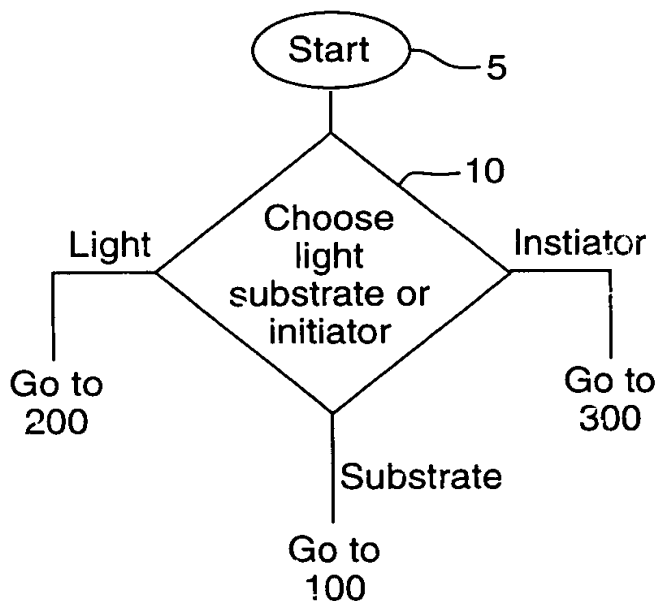 Start
5
10
Choose
light
substrate or
initiator
Light
Instiator
Go to
200
Go to
300
Substrate
Go to
100